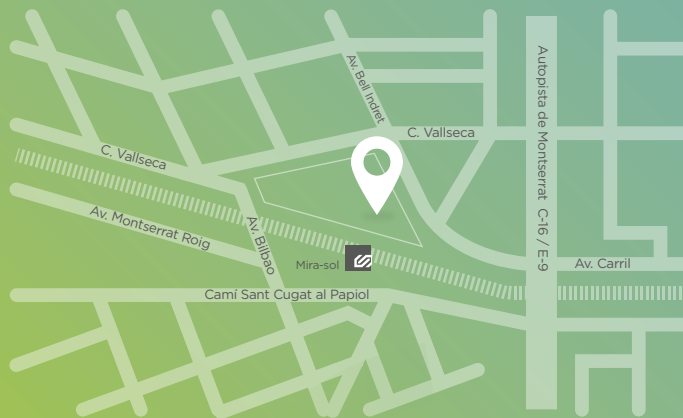 Av. Bell Indret
Autopista de Montserrat C-16 / E-9
C. Vallseca
C. Vallseca
Av. Montserrat Roig
Av. Bilbao
Mira-sol
Av. Carril
Camí Sant Cugat al Papiol